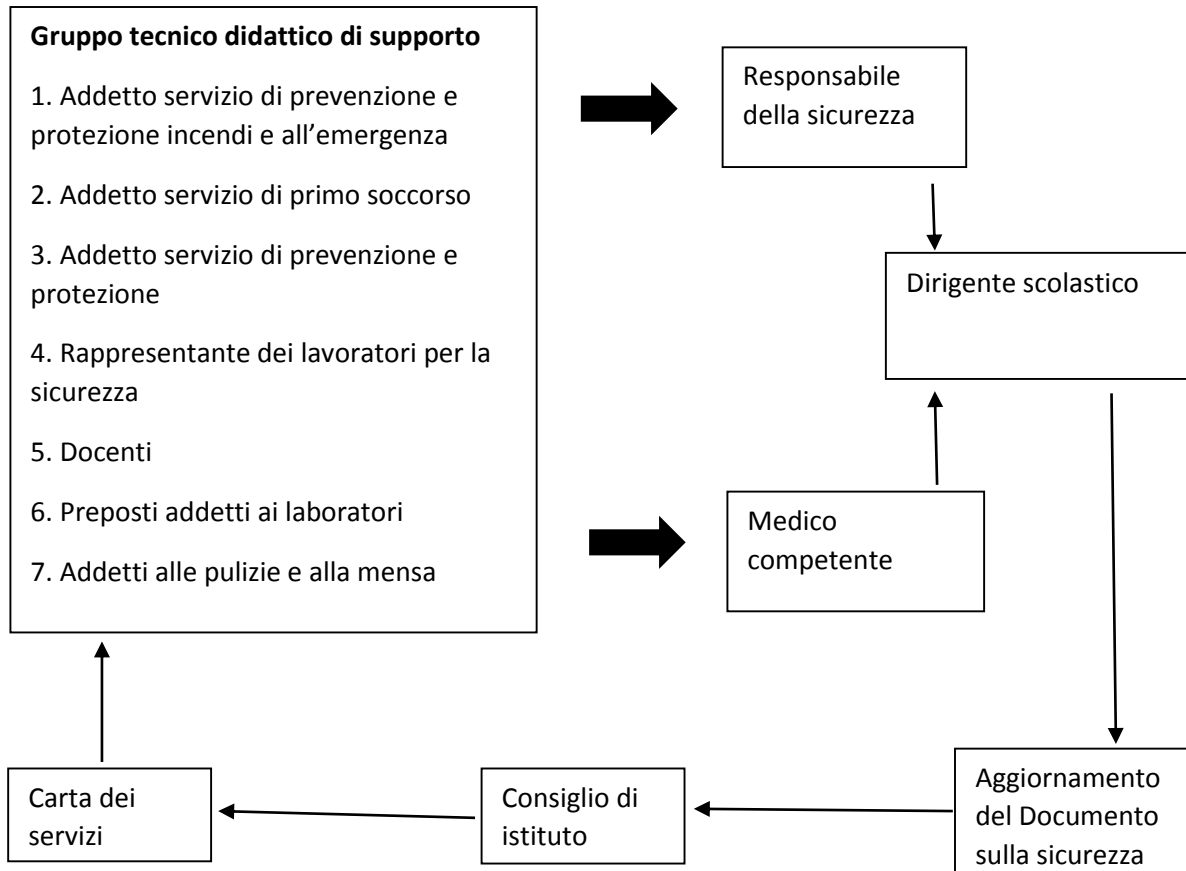 Gruppo tecnico didattico di supporto
1. Addetto servizio di prevenzione e
protezione incendi e all’emergenza
2. Addetto servizio di primo soccorso
3. Addetto servizio di prevenzione e
protezione
4. Rappresentante dei lavoratori per la
sicurezza
5. Docenti
6. Preposti addetti ai laboratori
7. Addetti alle pulizie e alla mensa
Responsabile
della sicurezza
Dirigente scolastico
Medico
competente
Carta dei
servizi
Consiglio di
istituto
Aggiornamento
del Documento
sulla sicurezza